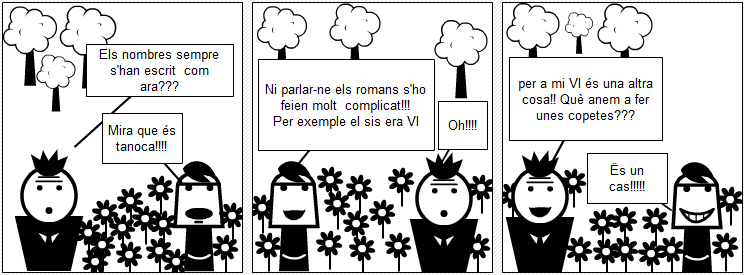 Els nombres sempre
s'han escrit com
ara???
Mira que és
tanoca!!!!
Ni parlar-ne els romans s'ho
feien molt complicat!!!
Per exemple el sis era VI
Oh!!!!
per a mi VI és una altra
cosa!! Què anem a fer
unes copetes???
Ës un
cas!!!!!